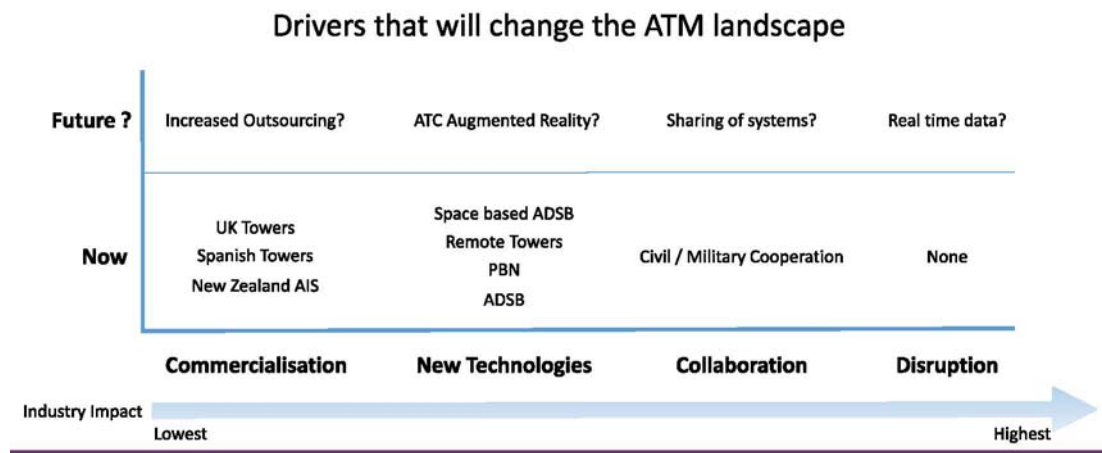 Drivers that will change the ATM landscape
Future ? Increased Outsourcing? ATC Augmented Reality? Sharing of systems? Real time data?
Now
UK Towers
Spanish Towers
New Zealand AIS
Space based ADSB
Remote Towers
PBN
ADSB
Civil / Military Cooperation
None
Commercialisation New Technologies Collaboration Disruption
Industry Impact
Lowest Highest